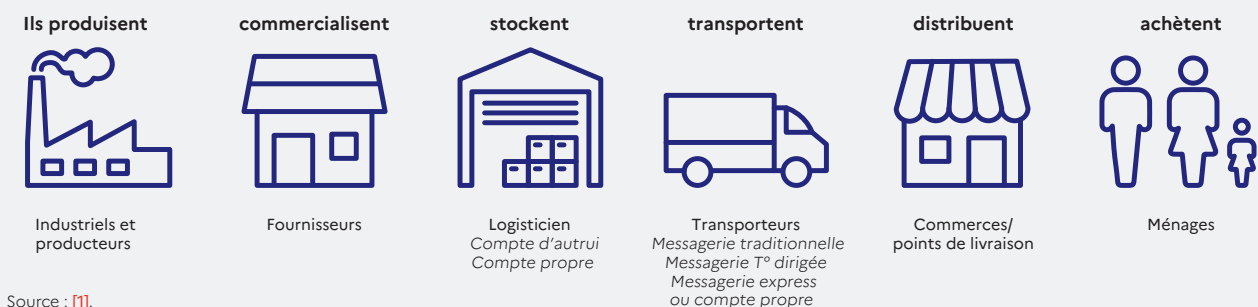 Ils produisent
commercialisent
stockent
transportent
distribuent
achètent
Industriels et
producteurs
Fournisseurs
Logisticien
Compte d'autrui
Compte propre
Transporteurs
Messagerie traditionnelle
Messagerie T° dirigée
Messagerie express
ou compte propre
Commerces/
points de livraison
Ménages
Source : [1].